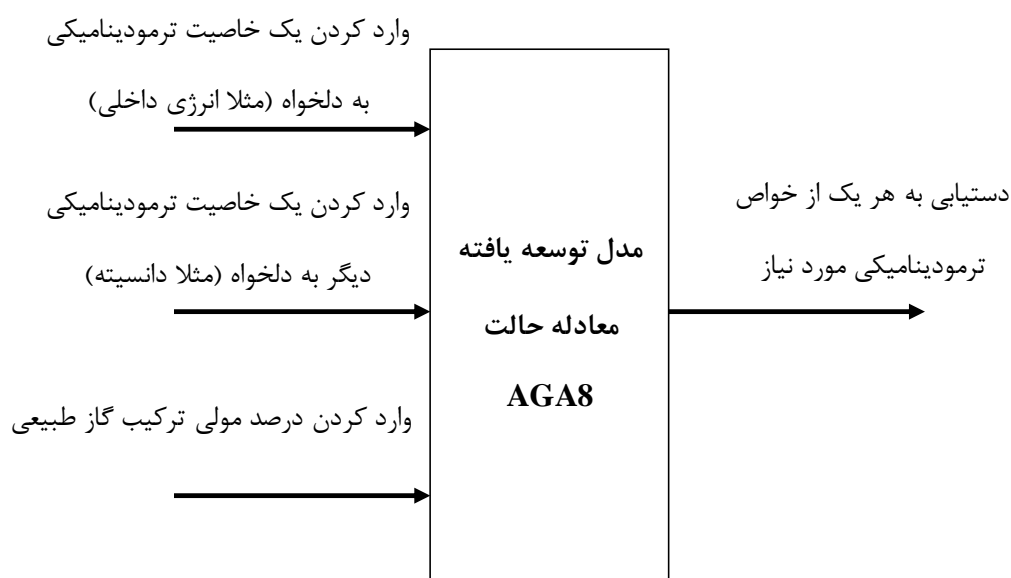 وارد کردن یک خاصیت ترمودینامیکی
به دلخواه (مثلا انرژی داخلی)
وارد کردن یک خاصیت ترمودینامیکی
دیگر به دلخواه (مثلا دانسیته)
وارد کردن درصد مولی ترکیب گاز طبیعی
مدل توسعه یافته
معادله حالت
AGA8
دستیابی به هر یک از خواص
ترمودینامیکی مورد نیاز